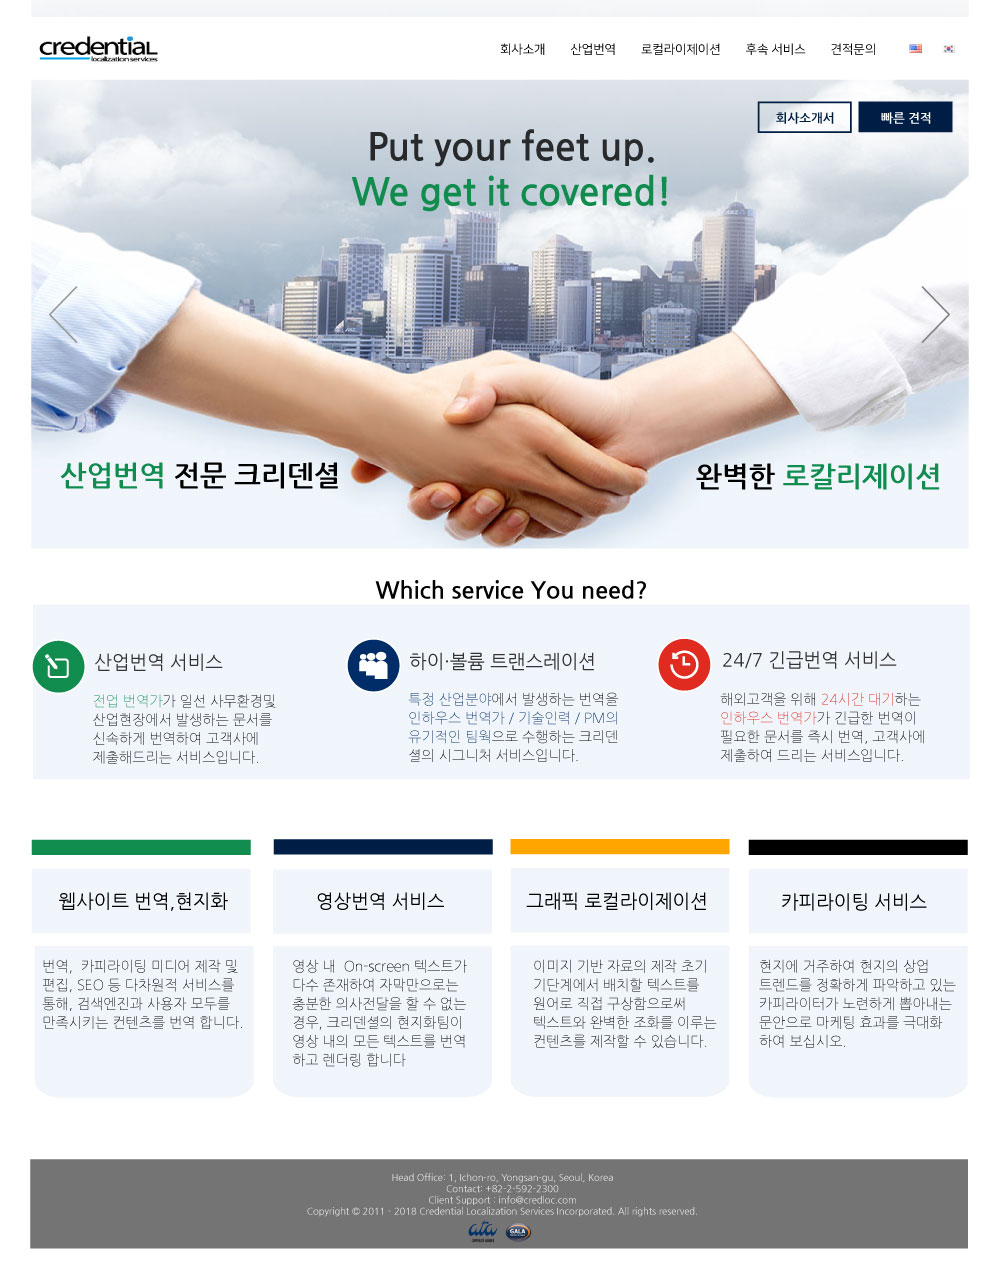 credential
localization services
회사소개 산업번역 로컬라이제이션 후속 서비스 견적문의
회사소개서 빠른 견적
Put your feet up.
We get it covered!
산업번역 전문 크리덴셜
완벽한 로칼리제이션
Which service You need?
산업번역 서비스
전업 번역가가 일선 사무환경및
산업현장에서 발생하는 문서를
신속하게 번역하여 고객사에
제출해드리는 서비스입니다.
하이·볼륨 트랜스레이션
특정 산업분야에서 발생하는 번역을
인하우스 번역가 / 기술인력 / PM의
유기적인 팀웍으로 수행하는 크리덴
셜의 시그니처 서비스입니다.
24/7 긴급번역 서비스
해외고객을 위해 24시간 대기하는
인하우스 번역가가 긴급한 번역이
필요한 문서를 즉시 번역, 고객사에
제출하여 드리는 서비스입니다.
웹사이트 번역,현지화
번역, 카피라이팅 미디어 제작 및
편집, SEO 등 다차원적 서비스를
통해, 검색엔진과 사용자 모두를
만족시키는 컨텐츠를 번역 합니다.
영상번역 서비스
영상 내 On-screen 텍스트가
다수 존재하여 자막만으로는
충분한 의사전달을 할 수 없는
경우, 크리덴셜의 현지화팀이
영상 내의 모든 텍스트를 번역
하고 렌더링 합니다
그래픽 로컬라이제이션
이미지 기반 자료의 제작 초기
기단계에서 배치할 텍스트를
원어로 직접 구상함으로써
텍스트와 완벽한 조화를 이루는
컨텐츠를 제작할 수 있습니다.
카피라이팅 서비스
현지에 거주하여 현지의 상업
트렌드를 정확하게 파악하고 있는
카피라이터가 노련하게 뽑아내는
문안으로 마케팅 효과를 극대화
하여 보십시오.
Head Office: 1, Ichon-ro, Yongsan-gu, Seoul, Korea
Contact: +82-2-592-2300
Client Support : info@credloc.com
Copyright © 2011 - 2018 Credential Localization Services Incorporated. All rights reserved.
ata GALA